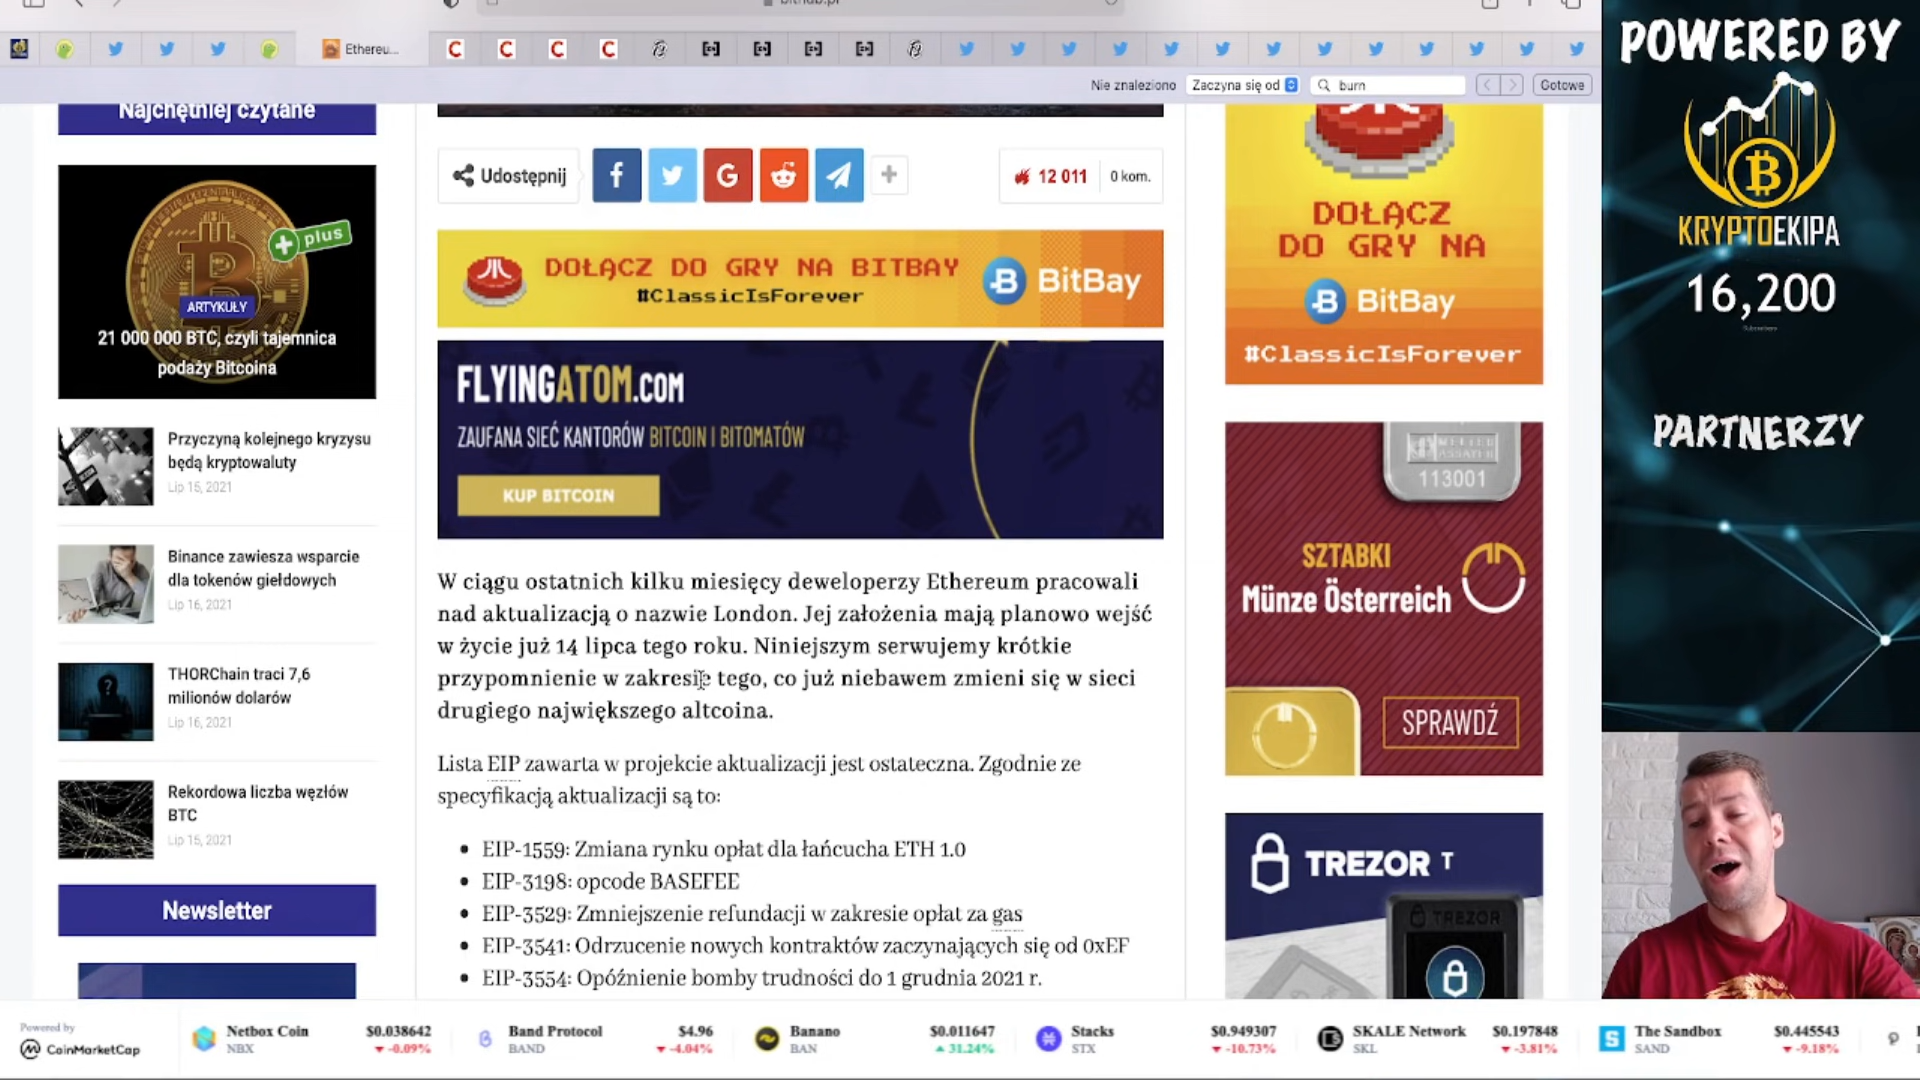 Ethereu...
Nie znaleziono
Zaczyna się od
burn
Gotowe
Najchętniej czytane
plus
ARTYKUŁY
21 000 000 BTC, czyli tajemnica
podaży Bitcoina
Przyczyną kolejnego kryzysu
będą kryptowaluty
Lip 15, 2021
Binance zawiesza wsparcie
dla tokenów giełdowych
Lip 16, 2021
THORChain traci 7,6
milionów dolarów
Lip 16, 2021
Rekordowa liczba węzłów
BTC
Lip 15, 2021
Newsletter
Udostępnij
12 011
0 kom.
DOŁĄCZ DO GRY NA BITBAY
#ClassicIsForever
BitBay
FLYINGATOM.COM
ZAUFANA SIEĆ KANTORÓW BITCOIN I BITOMATÓW
KUP BITCOIN
W ciągu ostatnich kilku miesięcy deweloperzy Ethereum pracowali
nad aktualizacją o nazwie London. Jej założenia mają planowo wejść
w życie już 14 lipca tego roku. Niniejszym serwujemy krótkie
przypomnienie w zakresie tego, co już niebawem zmieni się w sieci
drugiego największego altcoina.
Lista EIP zawarta w projekcie aktualizacji jest ostateczna. Zgodnie ze
specyfikacją aktualizacji są to:
EIP-1559: Zmiana rynku opłat dla łańcucha ETH 1.0
EIP-3198: opcode BASEFEE
EIP-3529: Zmniejszenie refundacji w zakresie opłat za gas
EIP-3541: Odrzucenie nowych kontraktów zaczynających się od 0xEF
EIP-3554: Opóźnienie bomby trudności do 1 grudnia 2021 r.
DOŁĄCZ
DO GRY NA
BitBay
#ClassicIsForever
113001
SZTABKI
Münze Österreich
SPRAWDŹ
TREZOR T
TREZOR
POWERED BY
KRYPTOEKIPA
16,200
PARTNERZY
Powered by
CoinMarketCap
Netbox Coin $0.038642
NBX -0.09%
Band Protocol $4.96
BAND -4.04%
Banano $0.011647
BAN 31.24%
Stacks $0.949307
STX -10.73%
SKALE Network $0.197848
SKL -3.81%
The Sandbox $0.445543
SAND -9.18%